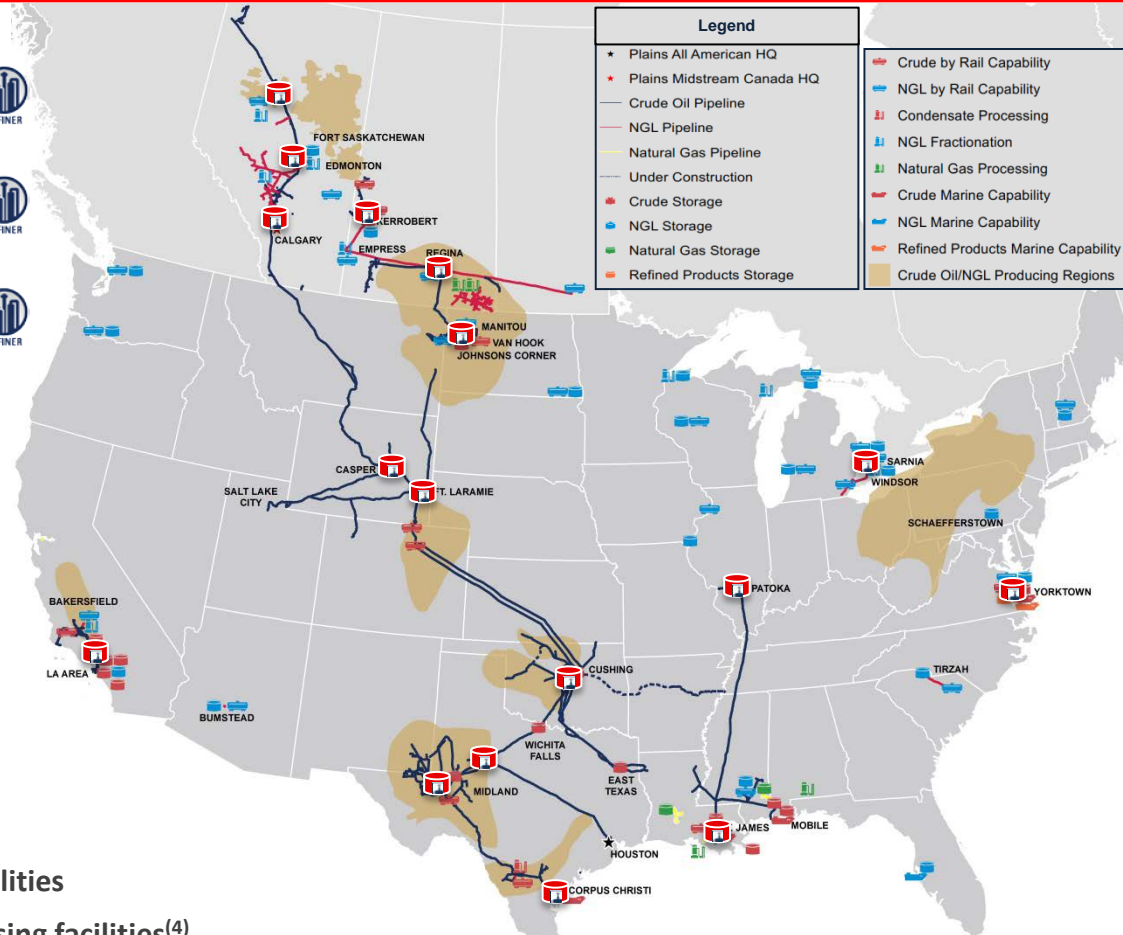 Legend
Plains All American HQ
Plains Midstream Canada HQ
Crude Oil Pipeline
NGL Pipeline
Natural Gas Pipeline
Under Construction
Crude Storage
NGL Storage
Natural Gas Storage
Refined Products Storage
Crude by Rail Capability
NGL by Rail Capability
Condensate Processing
NGL Fractionation
Natural Gas Processing
Crude Marine Capability
NGL Marine Capability
Refined Products Marine Capability
Crude Oil/NGL Producing Regions
FORT SASKATCHEWAN
EDMONTON
KERROBERT
CALGARY
EMPRESS
REGINA
MANITOU
VAN HOOK
JOHNSONS CORNER
CASPER
SALT LAKE
CITY
FT. LARAMIE
SARNIA
WINDSOR
SCHAEFFERSTOWN
BAKERSFIELD
PATOKA
YORKTOWN
LA AREA
CUSHING
TIRZAH
BUMSTEAD
WICHITA
FALLS
EAST
TEXAS
MIDLAND
JAMES
MOBILE
HOUSTON
CORPUS CHRISTI
lities
sing facilities(4)
FINER
FINER
FINER